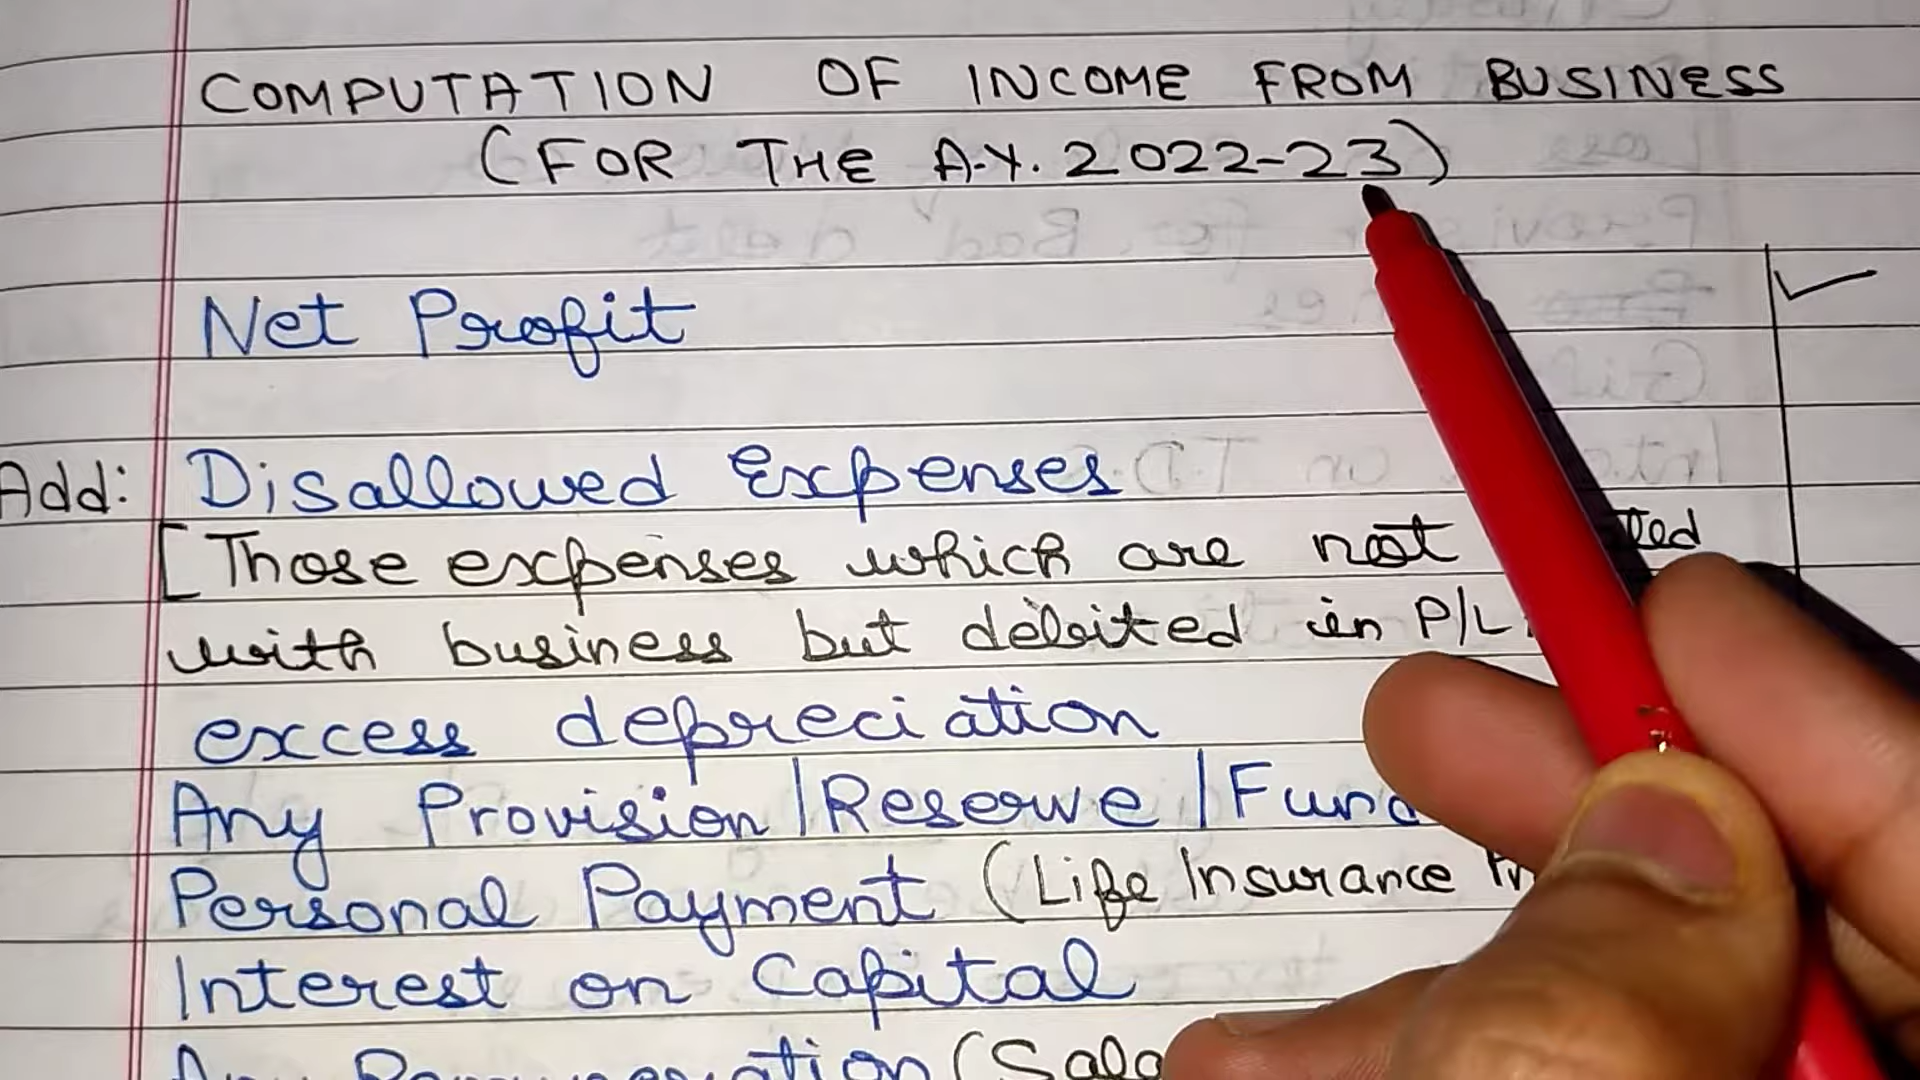 COMPUTATION OF INCOME FROM BUSINESS
(FOR THE A.Y. 2022-23)
Net Profit
Add: Disallowed Expenses
[Those expenses which are not
with business but debited in P/L
excess depreciation
Any Provision/Reserve/Fund
Personal Payment (Life Insurance
Interest on Capital